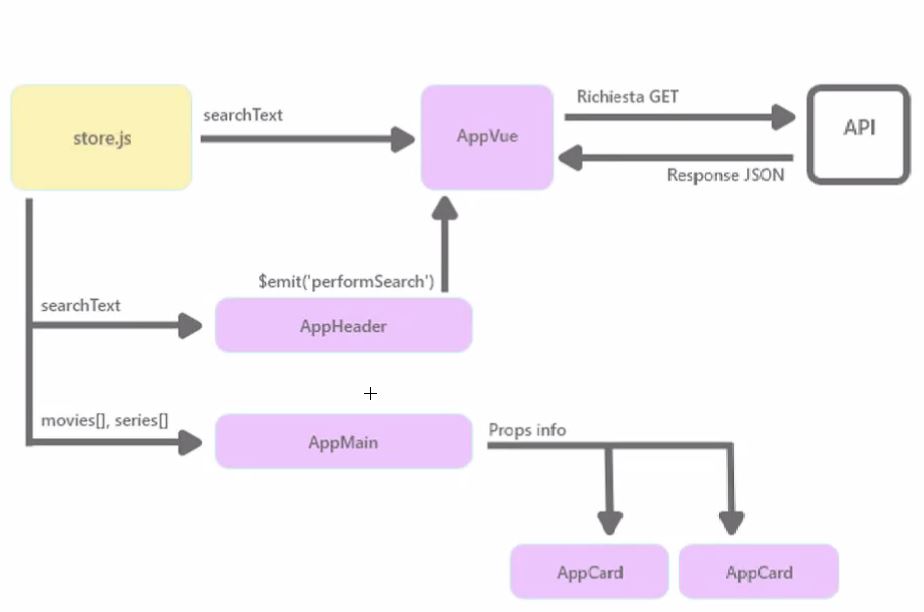 searchText
Richiesta GET
store.js
AppVue
API
Response JSON
$emit('performSearch')
searchText
AppHeader
movies[], series[]
AppMain
Props info
AppCard
AppCard